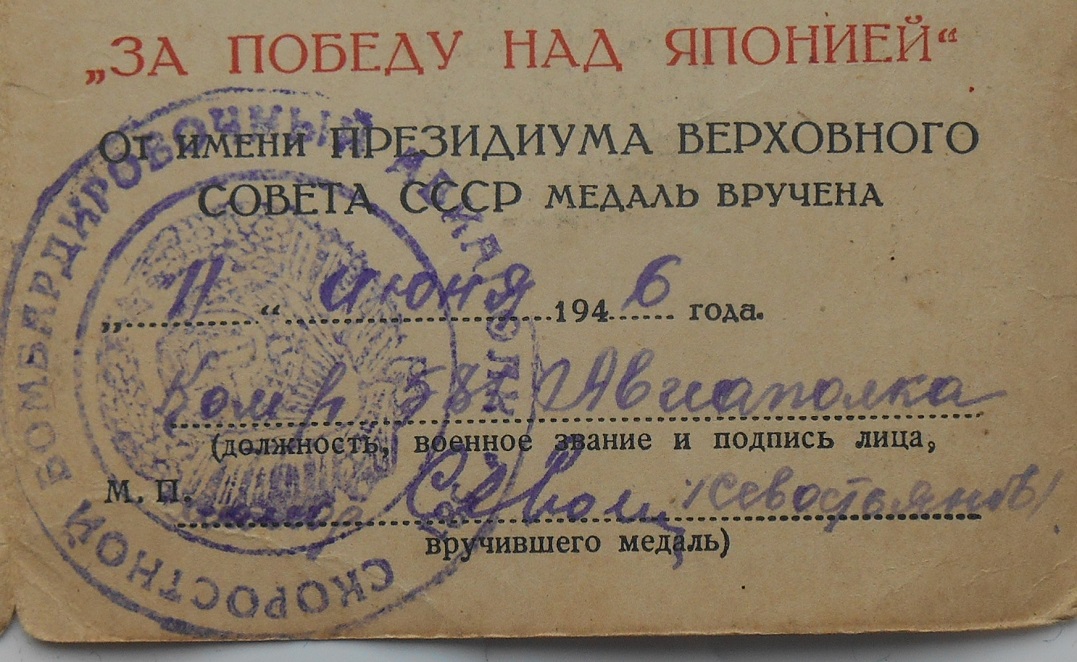 „ЗА ПОБЕДУ НАД ЯПОНИЕЙ“
От имени ПРЕЗИДИУМА ВЕРХОВНОГО
СОВЕТА СССР МЕДАЛЬ ВРУЧЕНА
„11“ июня 1946 года.
Ком-р Авиаполка
(должность, военное звание и подпись лица,
М. П. /Севостьянов/
вручившего медаль)
СКОРОСТНОЙ БОМБАРДИРОВОЧНЫЙ АВИАПОЛК